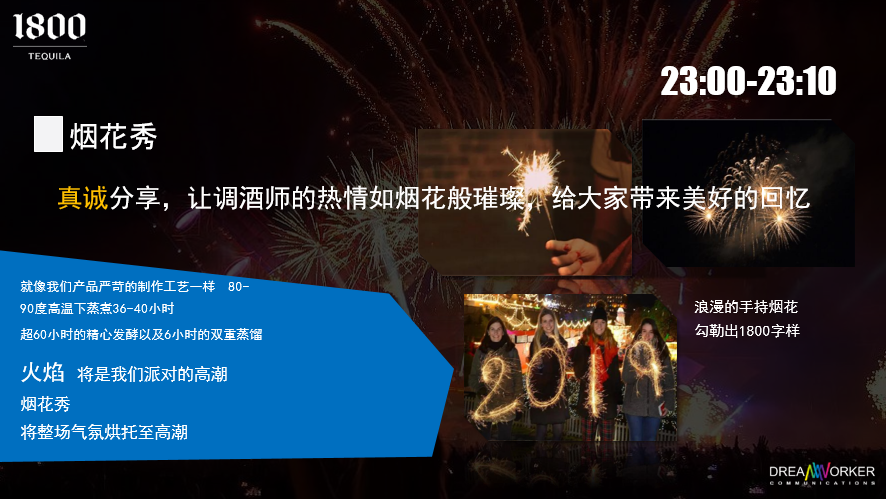 1800
TEQUILA
23:00-23:10
烟花秀
真诚分享，让调酒师的热情如烟花般璀璨，给大家带来美好的回忆
就像我们产品严苛的制作工艺一样 80-
90度高温下蒸煮36-40小时
超60小时的精心发酵以及6小时的双重蒸馏
火焰 将是我们派对的高潮
烟花秀
将整场气氛烘托至高潮
2019
浪漫的手持烟花
勾勒出1800字样
DREAMWORKER
COMMUNICATIONS